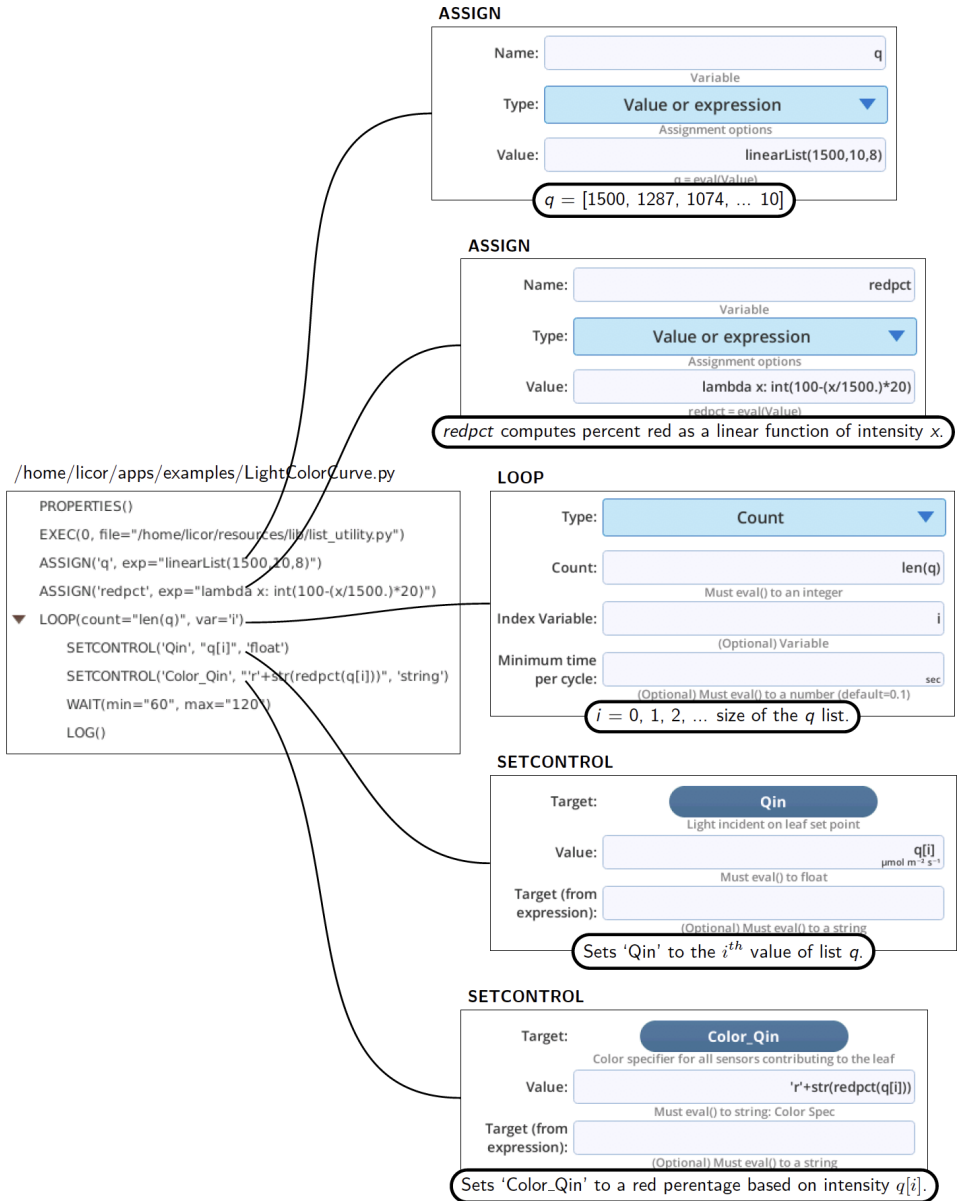 ASSIGN
Name: q
Variable
Type: Value or expression
Assignment options
Value: linearList(1500,10,8)
q = eval(Value)
q = [1500, 1287, 1074, ... 10]
ASSIGN
Name: redpct
Variable
Type: Value or expression
Assignment options
Value: lambda x: int(100-(x/1500.)*20)
redpct = eval(Value)
redpct computes percent red as a linear function of intensity x.
/home/licor/apps/examples/LightColorCurve.py
PROPERTIES()
EXEC(0, file="/home/licor/resources/lib/list_utility.py")
ASSIGN('q', exp="linearList(1500,10,8)")
ASSIGN('redpct', exp="lambda x: int(100-(x/1500.)*20)")
LOOP(count="len(q)", var='i')
SETCONTROL('Qin', "q[i]", 'float')
SETCONTROL('Color_Qin', "'r'+str(redpct(q[i]))", 'string')
WAIT(min="60", max="120")
LOG()
LOOP
Type: Count
Count: len(q)
Must eval() to an integer
Index Variable: i
(Optional) Variable
Minimum time
per cycle: sec
(Optional) Must eval() to a number (default=0.1)
i = 0, 1, 2, ... size of the q list.
SETCONTROL
Target: Qin
Light incident on leaf set point
Value: q[i]
µmol m⁻² s⁻¹
Must eval() to float
Target (from
expression):
(Optional) Must eval() to a string
Sets ‘Qin’ to the i^th value of list q.
SETCONTROL
Target: Color_Qin
Color specifier for all sensors contributing to the leaf
Value: 'r'+str(redpct(q[i]))
Must eval() to string: Color Spec
Target (from
expression):
(Optional) Must eval() to a string
Sets ‘Color_Qin’ to a red perentage based on intensity q[i].